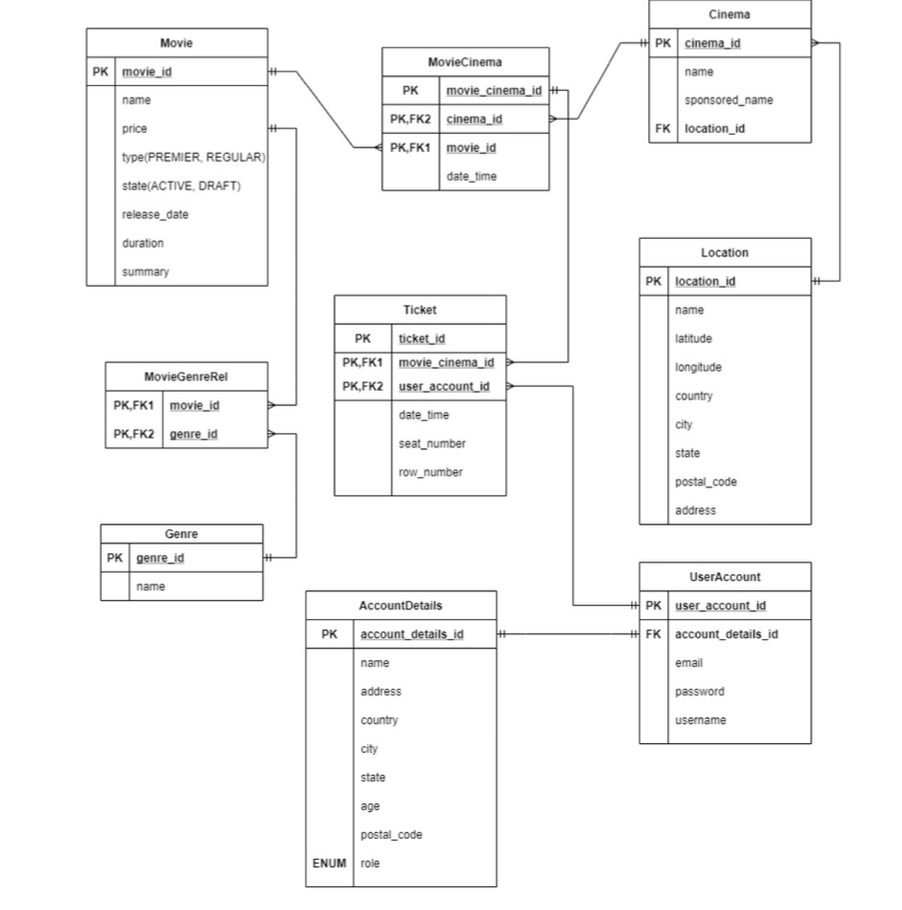 Movie
PK movie_id
name
price
type(PREMIER, REGULAR)
state(ACTIVE, DRAFT)
release_date
duration
summary
MovieCinema
PK movie_cinema_id
PK,FK2 cinema_id
PK,FK1 movie_id
date_time
Cinema
PK cinema_id
name
sponsored_name
FK location_id
Location
PK location_id
name
latitude
longitude
country
city
state
postal_code
address
Ticket
PK ticket_id
PK,FK1 movie_cinema_id
PK,FK2 user_account_id
date_time
seat_number
row_number
MovieGenreRel
PK,FK1 movie_id
PK,FK2 genre_id
Genre
PK genre_id
name
AccountDetails
PK account_details_id
name
address
country
city
state
age
postal_code
ENUM role
UserAccount
PK user_account_id
FK account_details_id
email
password
username